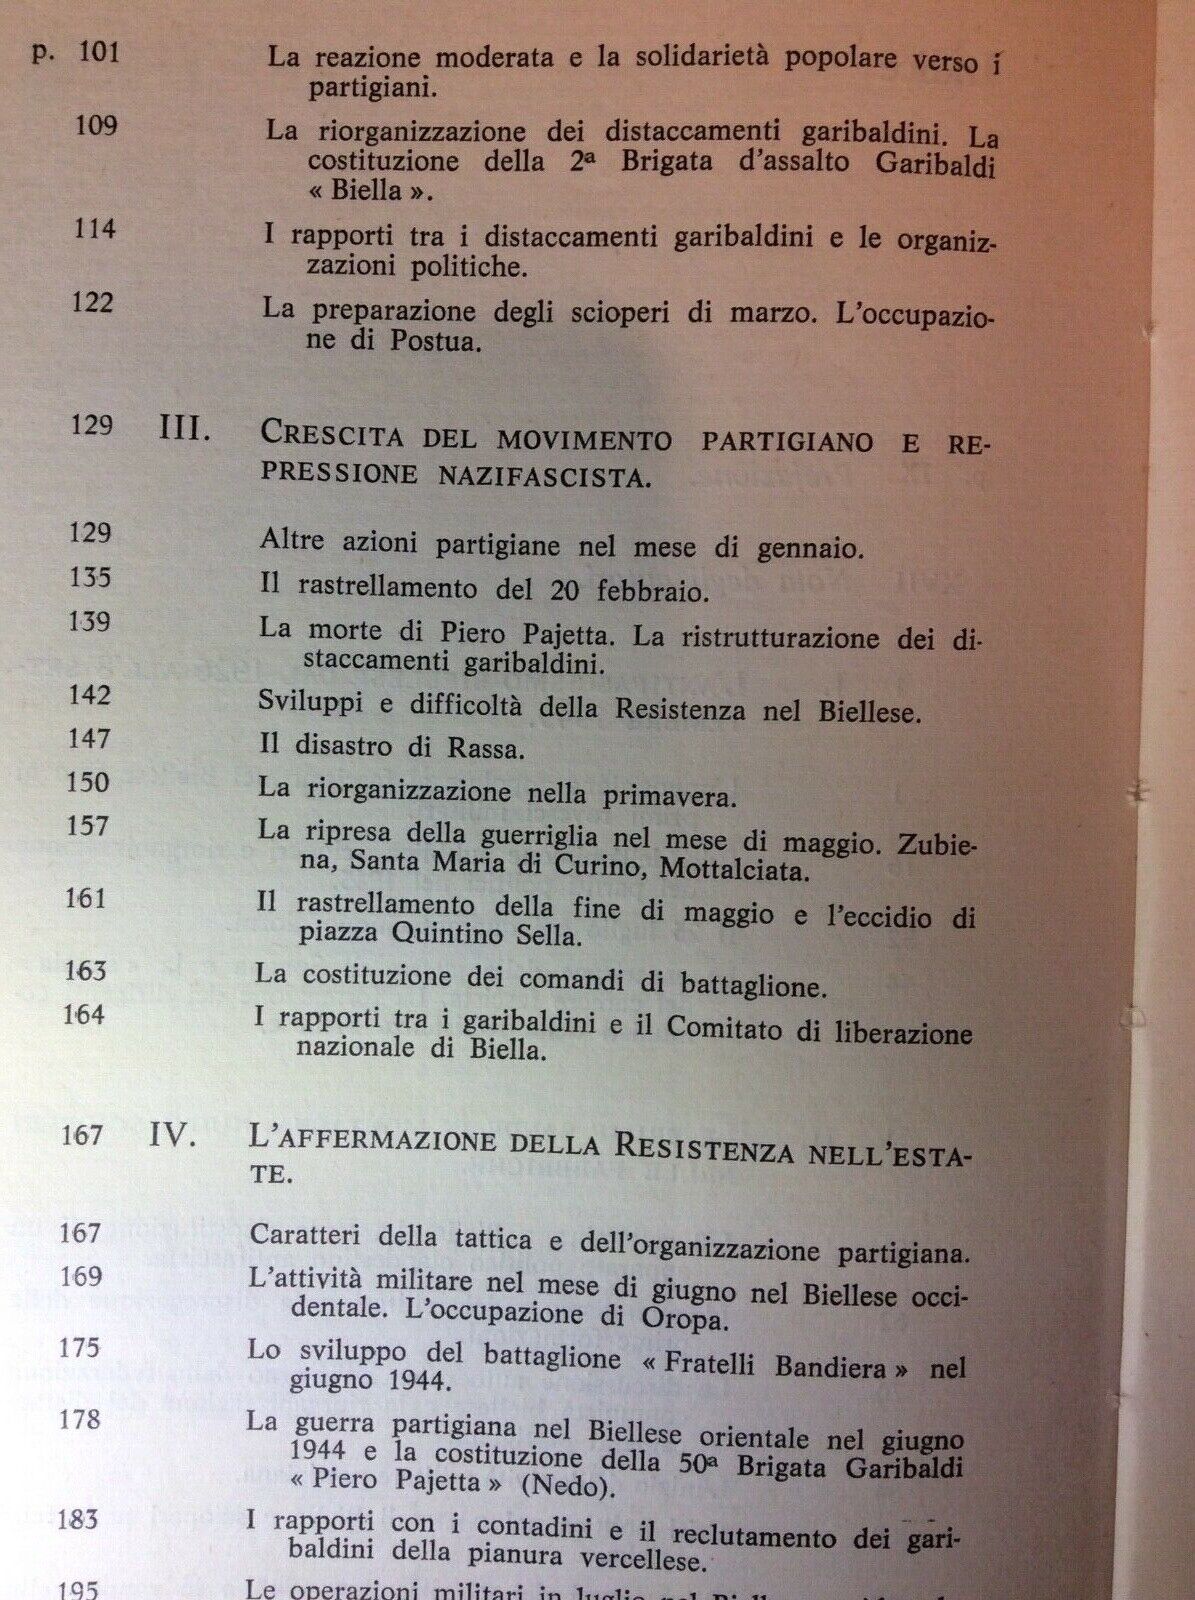 p. 101 La reazione moderata e la solidarietà popolare verso i
partigiani.
109 La riorganizzazione dei distaccamenti garibaldini. La
costituzione della 2ª Brigata d'assalto Garibaldi
« Biella ».
114 I rapporti tra i distaccamenti garibaldini e le organiz-
zazioni politiche.
122 La preparazione degli scioperi di marzo. L'occupazio-
ne di Postua.
129 III. CRESCITA DEL MOVIMENTO PARTIGIANO E RE-
PRESSIONE NAZIFASCISTA.
129 Altre azioni partigiane nel mese di gennaio.
135 Il rastrellamento del 20 febbraio.
139 La morte di Piero Pajetta. La ristrutturazione dei di-
staccamenti garibaldini.
142 Sviluppi e difficoltà della Resistenza nel Biellese.
147 Il disastro di Rassa.
150 La riorganizzazione nella primavera.
157 La ripresa della guerriglia nel mese di maggio. Zubie-
na, Santa Maria di Curino, Mottalciata.
161 Il rastrellamento della fine di maggio e l'eccidio di
piazza Quintino Sella.
163 La costituzione dei comandi di battaglione.
164 I rapporti tra i garibaldini e il Comitato di liberazione
nazionale di Biella.
167 IV. L'AFFERMAZIONE DELLA RESISTENZA NELL'ESTA-
TE.
167 Caratteri della tattica e dell'organizzazione partigiana.
169 L'attività militare nel mese di giugno nel Biellese occi-
dentale. L'occupazione di Oropa.
175 Lo sviluppo del battaglione « Fratelli Bandiera » nel
giugno 1944.
178 La guerra partigiana nel Biellese orientale nel giugno
1944 e la costituzione della 50ª Brigata Garibaldi
« Piero Pajetta » (Nedo).
183 I rapporti con i contadini e il reclutamento dei gari-
baldini della pianura vercellese.
195 Le operazioni militari in luglio nel Biellese